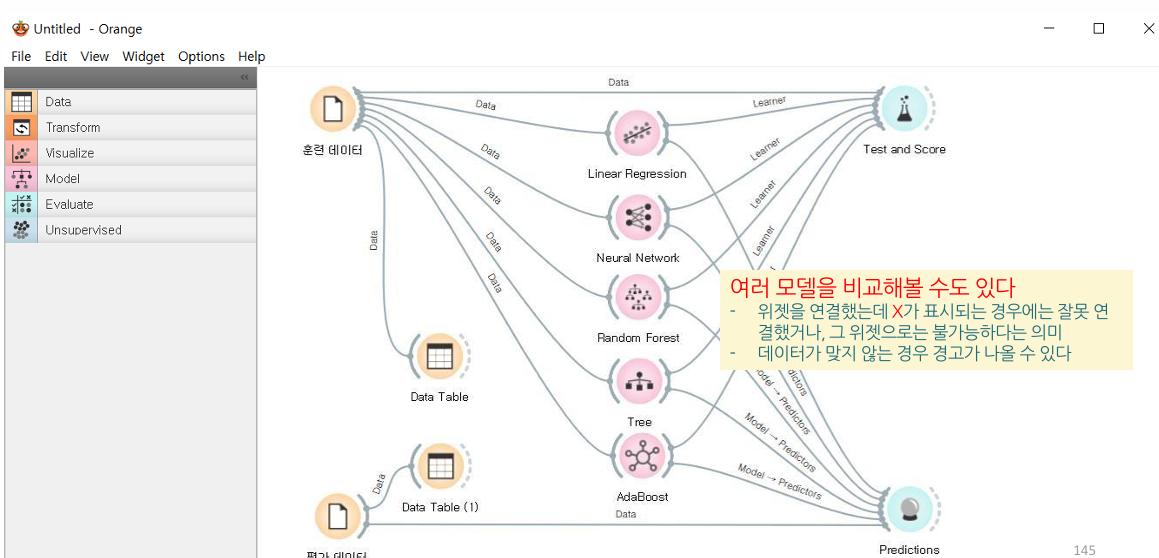 Untitled - Orange
File Edit View Widget Options Help
Data
Transform
Visualize
Model
Evaluate
Unsupervised
훈련 데이터
Data
Data
Data
Data
Data
Data
Data
Linear Regression
Neural Network
Random Forest
Tree
AdaBoost
Learner
Learner
Learner
Learner
Test and Score
여러 모델을 비교해볼 수도 있다
- 위젯을 연결했는데 X가 표시되는 경우에는 잘못 연
결했거나, 그 위젯으로는 불가능하다는 의미
- 데이터가 맞지 않는 경우 경고가 나올 수 있다
Data Table
Data Table (1)
Data
평가 데이터
Data
Model → Predictors
Model → Predictors
Model → Predictors
Predictions
145